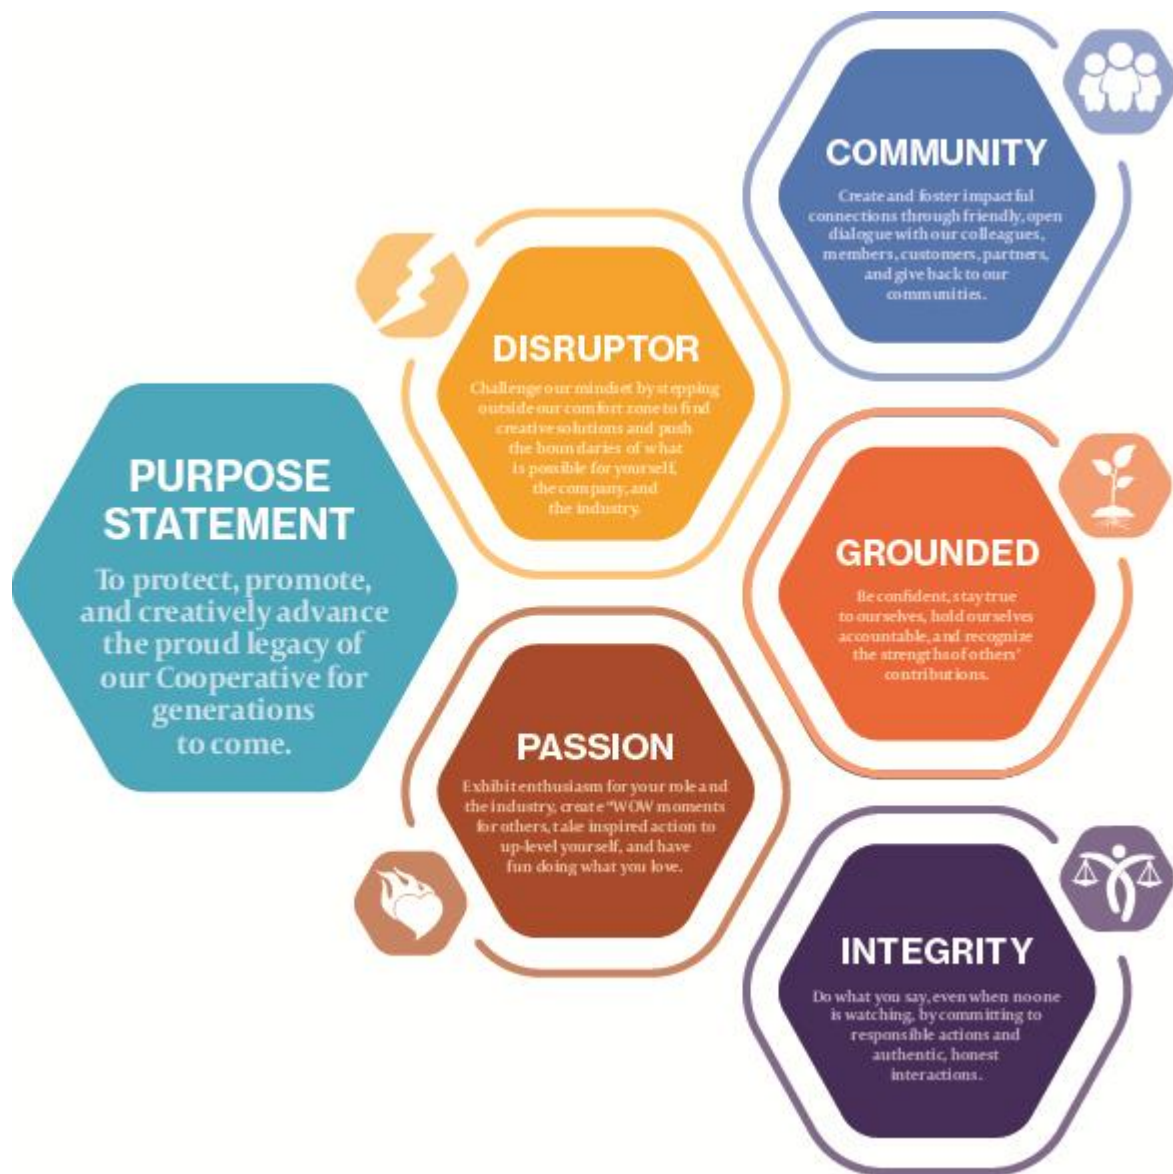 PURPOSE
STATEMENT
To protect, promote,
and creatively advance
the proud legacy of
our Cooperative for
generations
to come.
DISRUPTOR
Challenge our mindset by stepping
outside our comfort zone to find
creative solutions and push
the boundaries of what
is possible for yourself,
the company, and
the industry.
PASSION
Exhibit enthusiasm for your role and
the industry, create “WOW moments
for others, take inspired action to
up-level yourself, and have
fun doing what you love.
COMMUNITY
Create and foster impactful
connections through friendly, open
dialogue with our colleagues,
members, customers, partners,
and give back to our
communities.
GROUNDED
Be confident, stay true
to ourselves, hold ourselves
accountable, and recognize
the strengths of others’
contributions.
INTEGRITY
Do what you say, even when no one
is watching, by committing to
responsible actions and
authentic, honest
interactions.